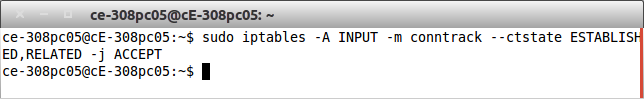 ce-308pc05@cE-308pc05: ~
ce-308pc05@cE-308pc05:~$ sudo iptables -A INPUT -m conntrack --ctstate ESTABLISH
ED,RELATED -j ACCEPT
ce-308pc05@cE-308pc05:~$